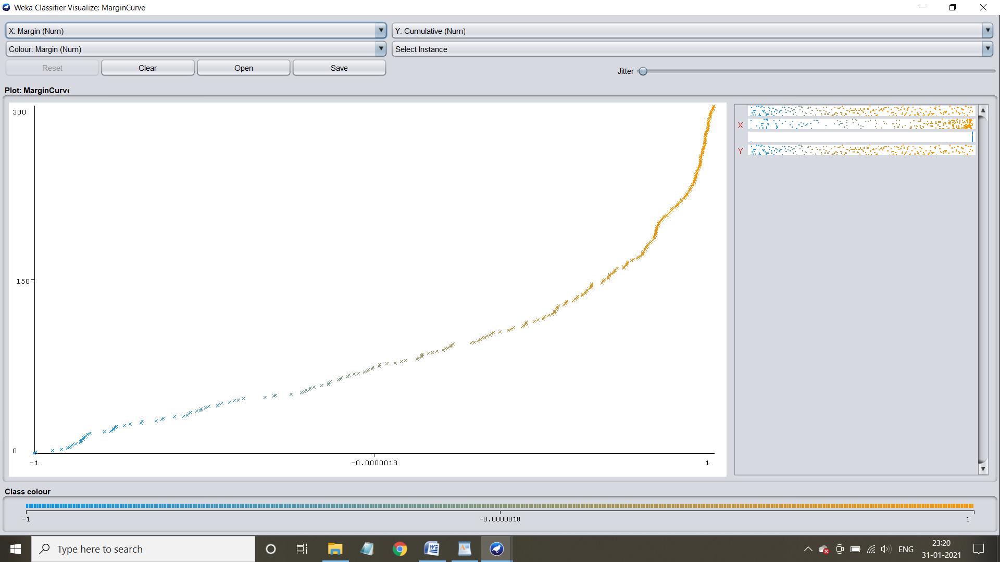 Weka Classifier Visualize: MarginCurve
X: Margin (Num)
Y: Cumulative (Num)
Colour: Margin (Num)
Select Instance
Reset
Clear
Open
Save
Jitter
Plot: MarginCurve
300
150
0
-1
-0.0000018
1
X
Y
Class colour
-1
-0.0000018
1
Type here to search
ENG
23:20
31-01-2021